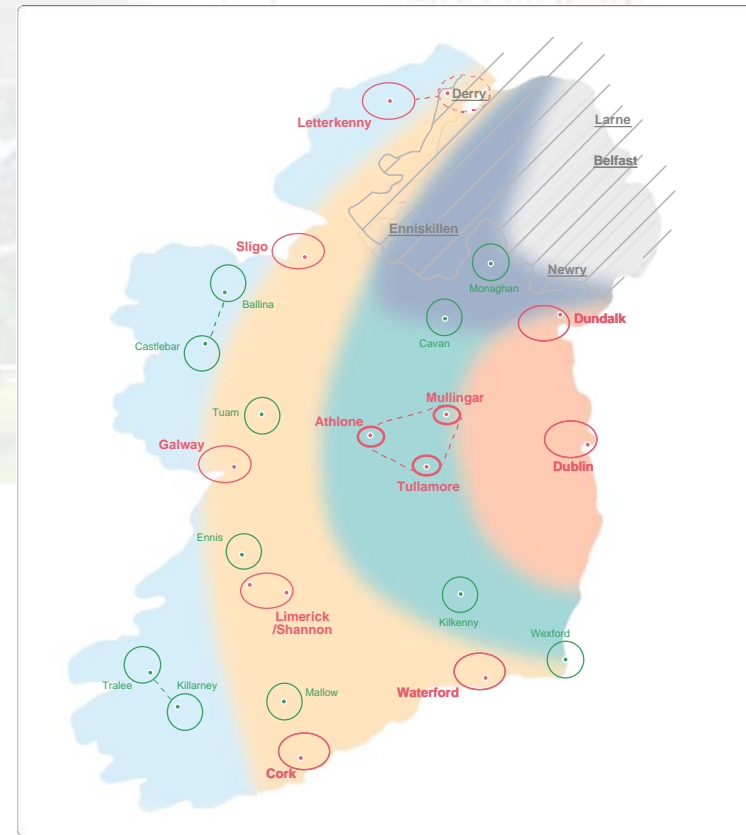 Derry
Letterkenny
Larne
Belfast
Enniskillen
Sligo
Newry
Monaghan
Ballina
Dundalk
Castlebar
Cavan
Mullingar
Tuam
Athlone
Galway
Dublin
Tullamore
Ennis
Limerick
/Shannon
Kilkenny
Wexford
Tralee
Killarney
Mallow
Waterford
Cork